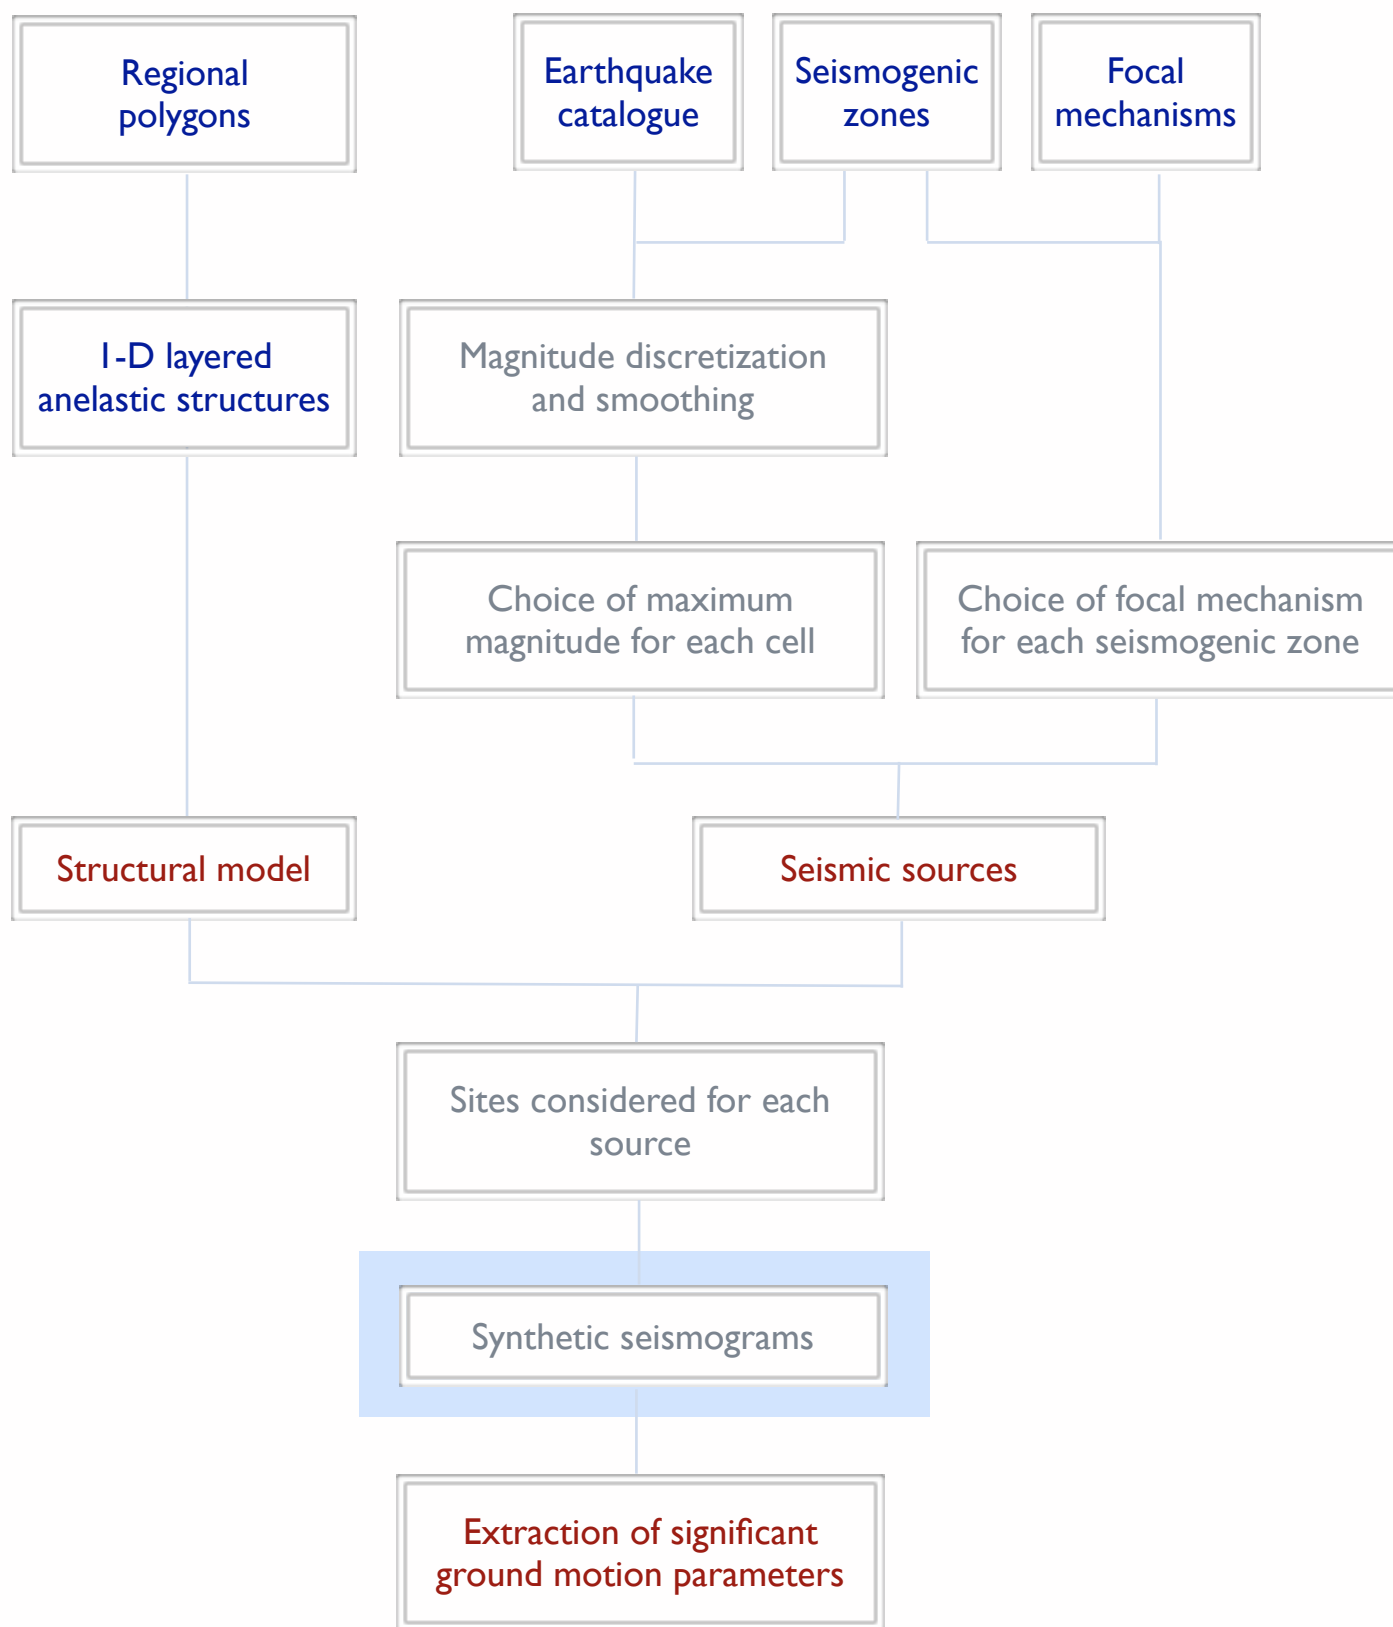 Regional
polygons
Earthquake
catalogue
Seismogenic
zones
Focal
mechanisms
1-D layered
anelastic structures
Magnitude discretization
and smoothing
Choice of maximum
magnitude for each cell
Choice of focal mechanism
for each seismogenic zone
Structural model
Seismic sources
Sites considered for each
source
Synthetic seismograms
Extraction of significant
ground motion parameters